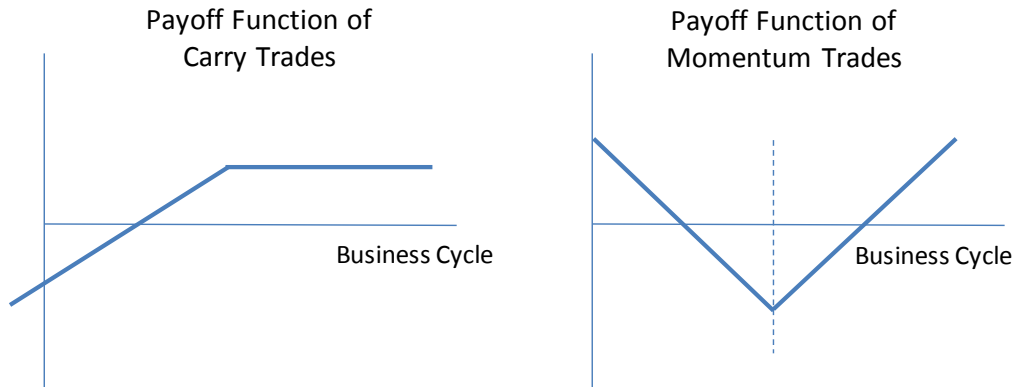 Payoff Function of
Carry Trades
Business Cycle
Payoff Function of
Momentum Trades
Business Cycle